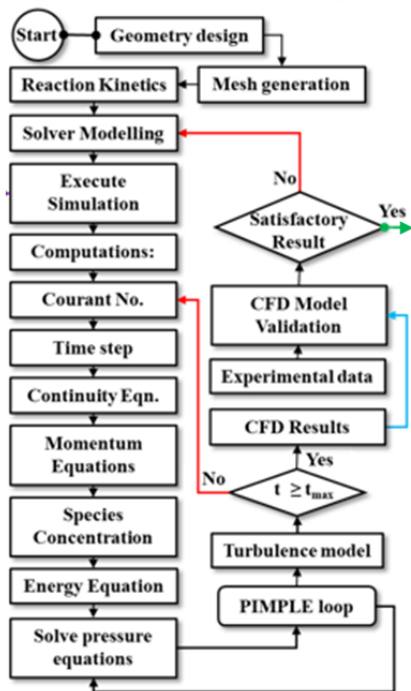 Start
Geometry design
Mesh generation
Reaction Kinetics
Solver Modelling
Execute
Simulation
Computations:
Courant No.
Time step
Continuity Eqn.
Momentum
Equations
Species
Concentration
Energy Equation
Solve pressure
equations
PIMPLE loop
Turbulence model
t ≥ tmax
No
Yes
CFD Results
Experimental data
CFD Model
Validation
Satisfactory
Result
No
Yes